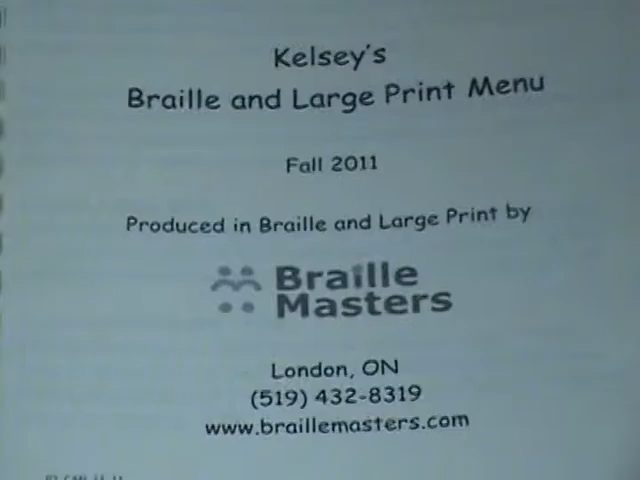 Kelsey's
Braille and Large Print Menu
Fall 2011
Produced in Braille and Large Print by
Braille
Masters
London, ON
(519) 432-8319
www.braillemasters.com